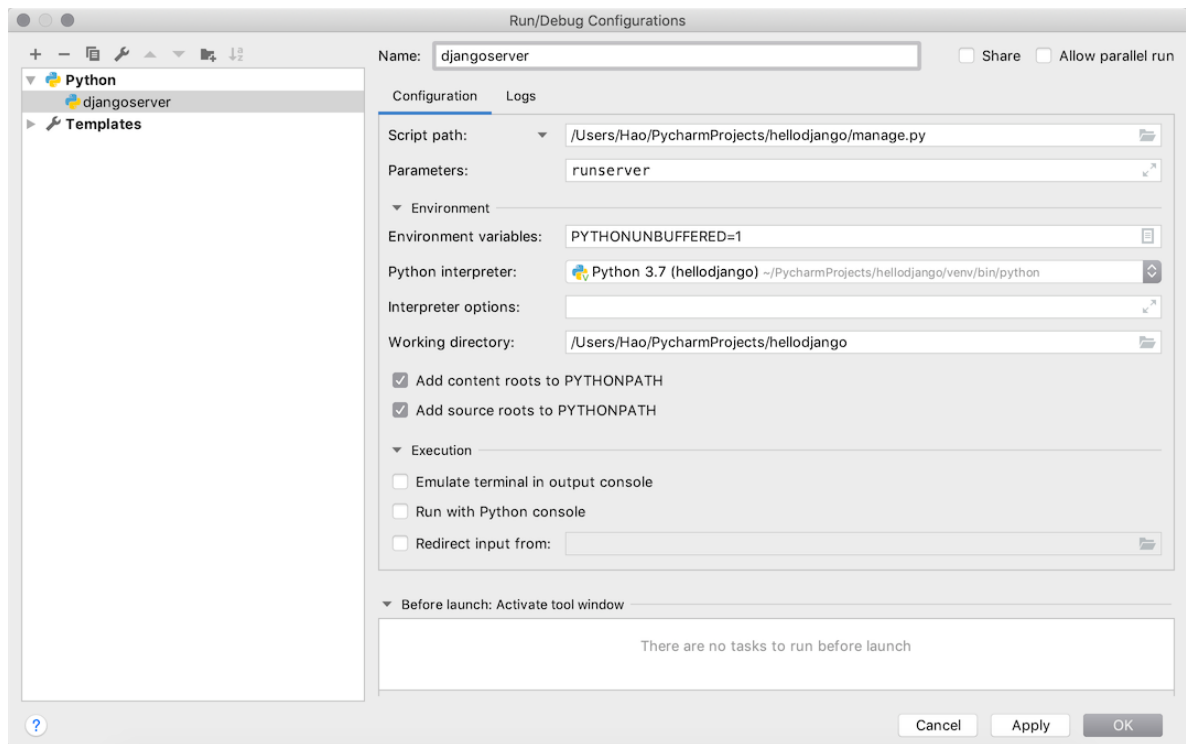 Run/Debug Configurations
Python
djangoserver
Templates
Name: djangoserver Share Allow parallel run
Configuration Logs
Script path: /Users/Hao/PycharmProjects/hellodjango/manage.py
Parameters: runserver
Environment
Environment variables: PYTHONUNBUFFERED=1
Python interpreter: Python 3.7 (hellodjango) ~/PycharmProjects/hellodjango/venv/bin/python
Interpreter options:
Working directory: /Users/Hao/PycharmProjects/hellodjango
Add content roots to PYTHONPATH
Add source roots to PYTHONPATH
Execution
Emulate terminal in output console
Run with Python console
Redirect input from:
Before launch: Activate tool window
There are no tasks to run before launch
? Cancel Apply OK